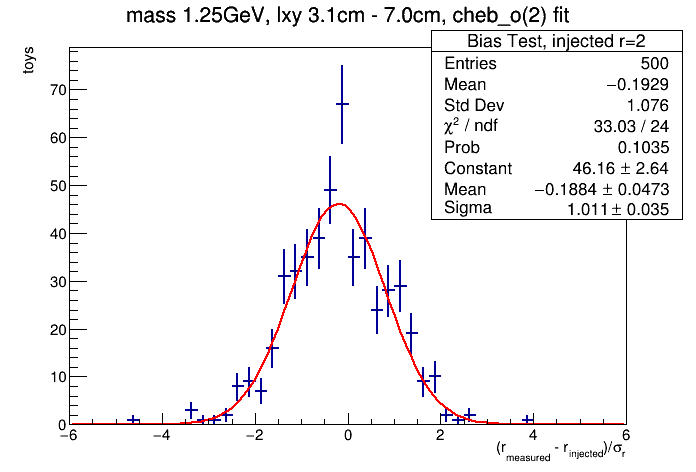 mass 1.25GeV, lxy 3.1cm - 7.0cm, cheb_o(2) fit
Bias Test, injected r=2
Entries 500
Mean −0.1929
Std Dev 1.076
χ² / ndf 33.03 / 24
Prob 0.1035
Constant 46.16 ± 2.64
Mean −0.1884 ± 0.0473
Sigma 1.011 ± 0.035
toys
70
60
50
40
30
20
10
0
−6 −4 −2 0 2 4 6
(r_measured - r_injected)/σ_r